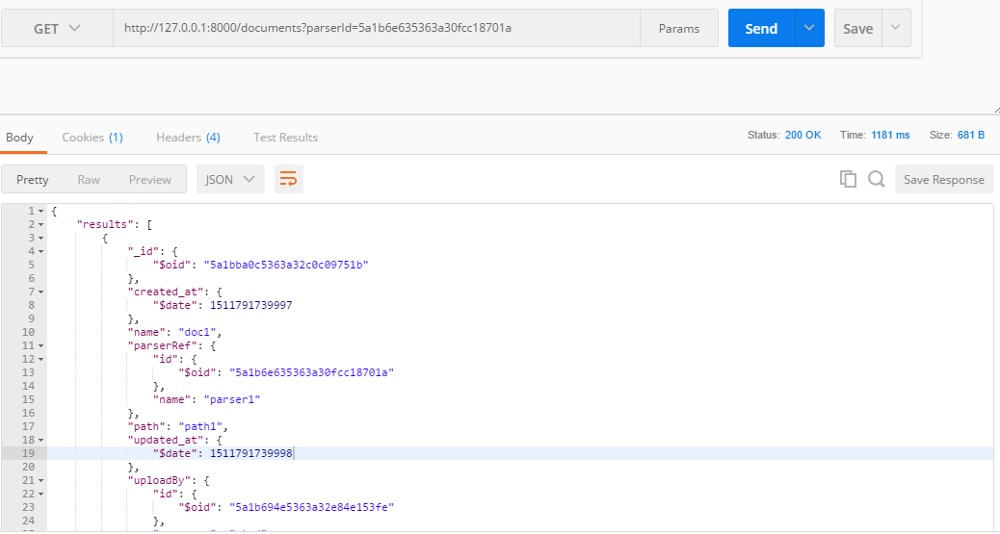 GET http://127.0.0.1:8000/documents?parserId=5a1b6e635363a30fcc18701a Params Send Save
Body Cookies (1) Headers (4) Test Results Status: 200 OK Time: 1181 ms Size: 681 B
Pretty Raw Preview JSON Save Response
1 {
2 "results": [
3 {
4 "_id": {
5 "$oid": "5a1bba0c5363a32c0c09751b"
6 },
7 "created_at": {
8 "$date": 1511791739997
9 },
10 "name": "doc1",
11 "parserRef": {
12 "id": {
13 "$oid": "5a1b6e635363a30fcc18701a"
14 },
15 "name": "parser1"
16 },
17 "path": "path1",
18 "updated_at": {
19 "$date": 1511791739998
20 },
21 "uploadBy": {
22 "id": {
23 "$oid": "5a1b694e5363a32e84e153fe"
24 },